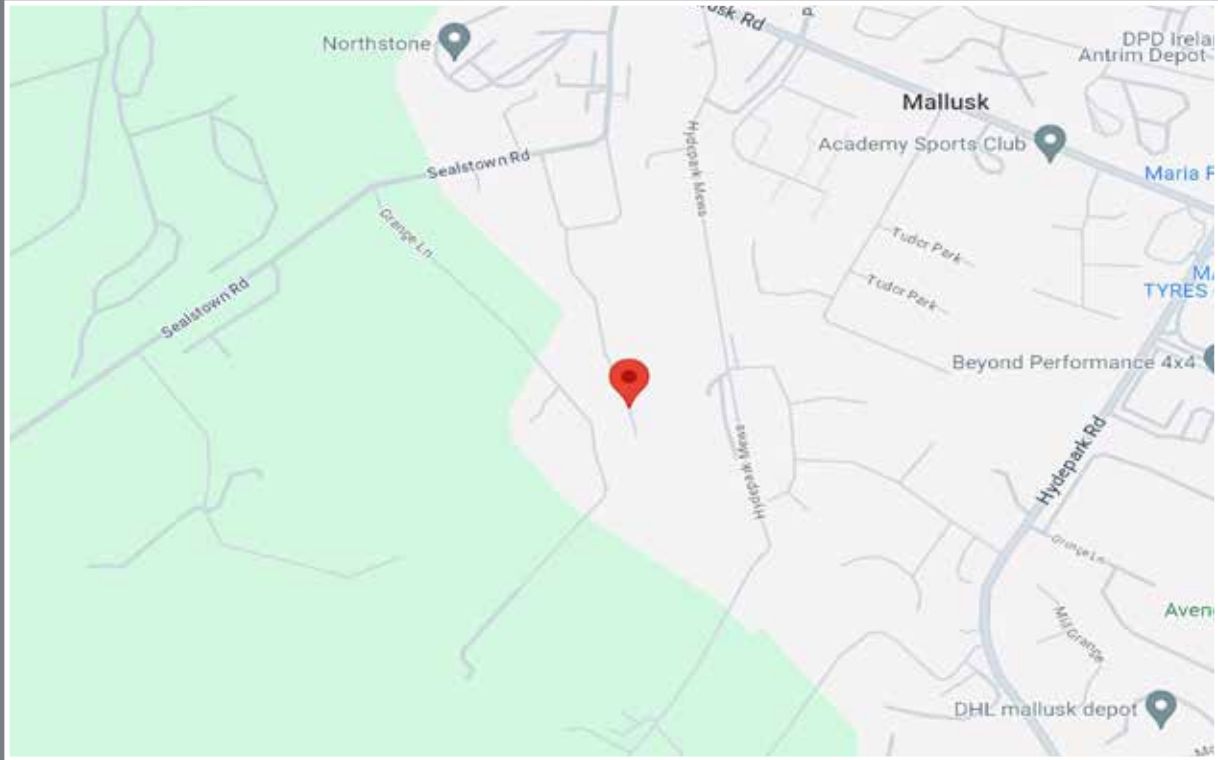 usk Rd
Northstone
DPD Irela
Antrim Depot
Mallusk
Academy Sports Club
Hydepark Mews
Sealstown Rd
Maria F
Grange Ln
Tudor Park
Tudor Park
MA
TYRES
Sealstown Rd
Beyond Performance 4x4
Hydepark Mews
Hydepark Rd
Grange Ln
Aven
Mill Grange
DHL mallusk depot